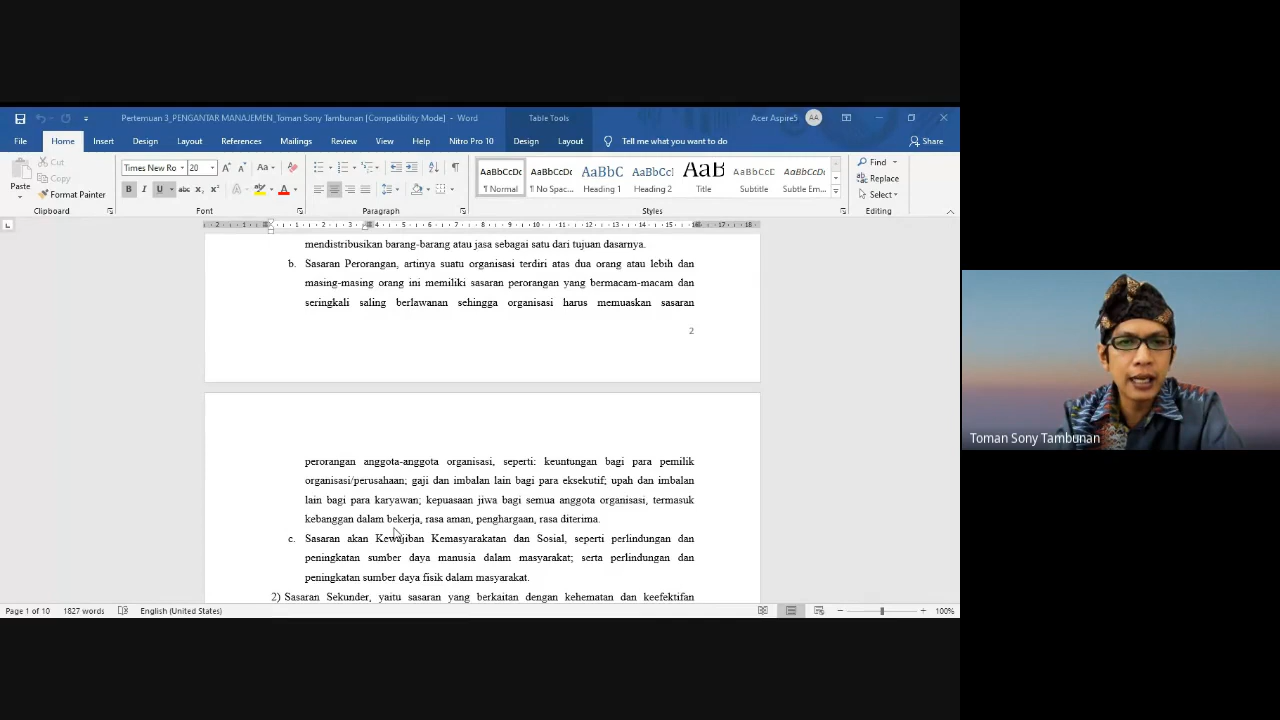 Pertemuan 3_PENGANTAR MANAJEMEN_Toman Sony Tambunan [Compatibility Mode] - Word
Table Tools
Acer Aspire5
AA
File
Home
Insert
Design
Layout
References
Mailings
Review
View
Help
Nitro Pro 10
Design
Layout
Tell me what you want to do
Share
Paste
Cut
Copy
Format Painter
Clipboard
Times New Ro
20
Font
Paragraph
AaBbCcDc
¶ Normal
AaBbCcDc
¶ No Spac...
AaBbC
Heading 1
AaBbCcI
Heading 2
AaB
Title
AaBbCcD
Subtitle
AaBbCcDc
Subtle Em...
Styles
Find
Replace
Select
Editing
mendistribusikan barang-barang atau jasa sebagai satu dari tujuan dasarnya.
b. Sasaran Perorangan, artinya suatu organisasi terdiri atas dua orang atau lebih dan
masing-masing orang ini memiliki sasaran perorangan yang bermacam-macam dan
seringkali saling berlawanan sehingga organisasi harus memuaskan sasaran
2
perorangan anggota-anggota organisasi, seperti: keuntungan bagi para pemilik
organisasi/perusahaan; gaji dan imbalan lain bagi para eksekutif; upah dan imbalan
lain bagi para karyawan; kepuasaan jiwa bagi semua anggota organisasi, termasuk
kebanggan dalam bekerja, rasa aman, penghargaan, rasa diterima.
c. Sasaran akan Kewajiban Kemasyarakatan dan Sosial, seperti perlindungan dan
peningkatan sumber daya manusia dalam masyarakat; serta perlindungan dan
peningkatan sumber daya fisik dalam masyarakat.
2) Sasaran Sekunder, yaitu sasaran yang berkaitan dengan kehematan dan keefektifan
Page 1 of 10
1827 words
English (United States)
100%
Toman Sony Tambunan